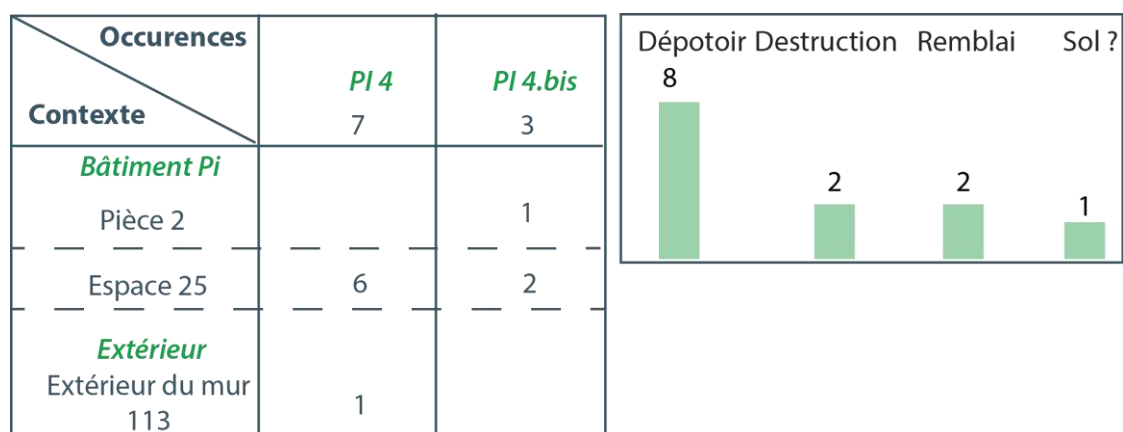 Occurences
Contexte
PI 4 PI 4.bis
7 3
Bâtiment Pi
Pièce 2 1
Espace 25 6 2
Extérieur
Extérieur du mur
113 1
Dépotoir Destruction Remblai Sol ?
8 2 2 1